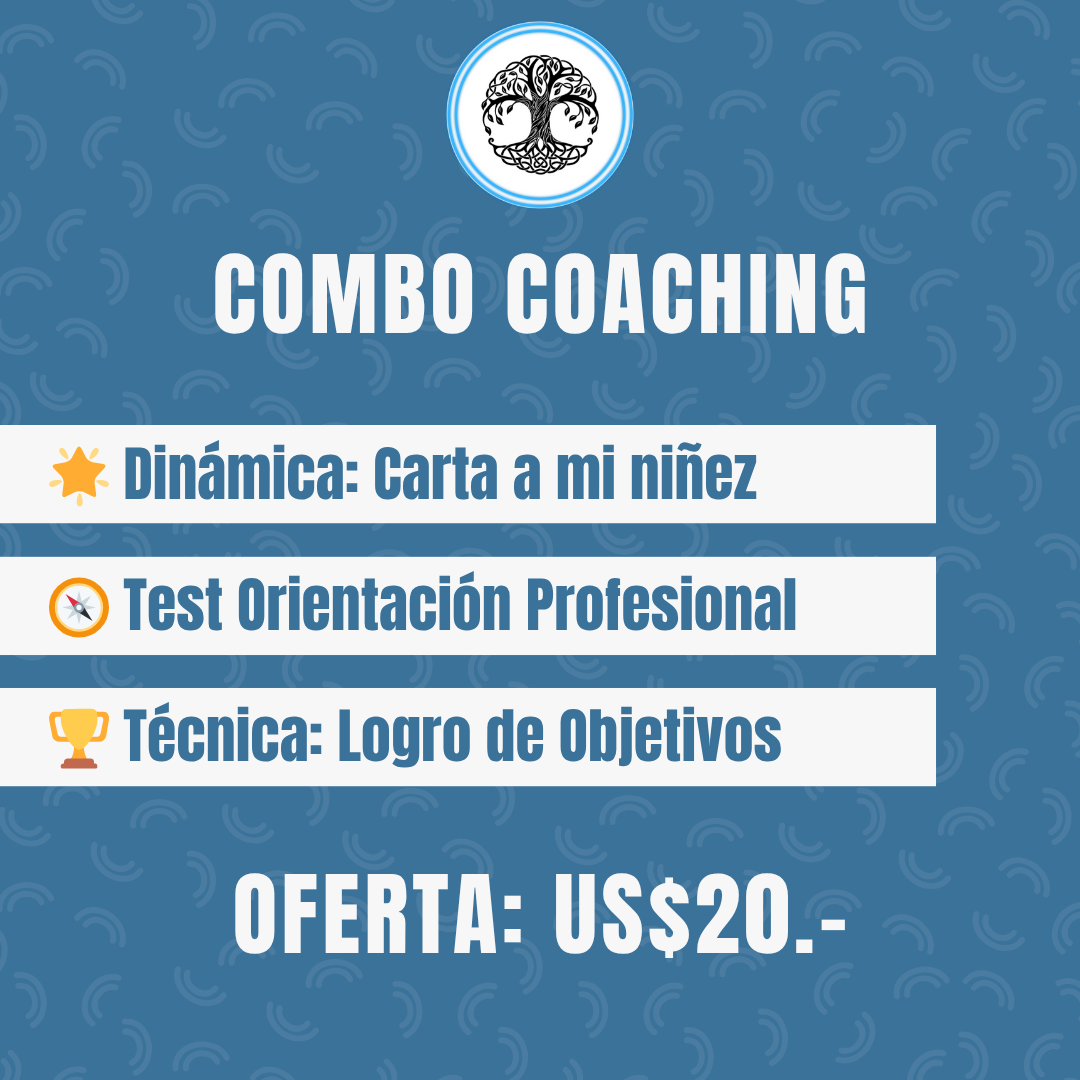 COMBO COACHING
Dinámica: Carta a mi niñez
Test Orientación Profesional
Técnica: Logro de Objetivos
OFERTA: US$20.-